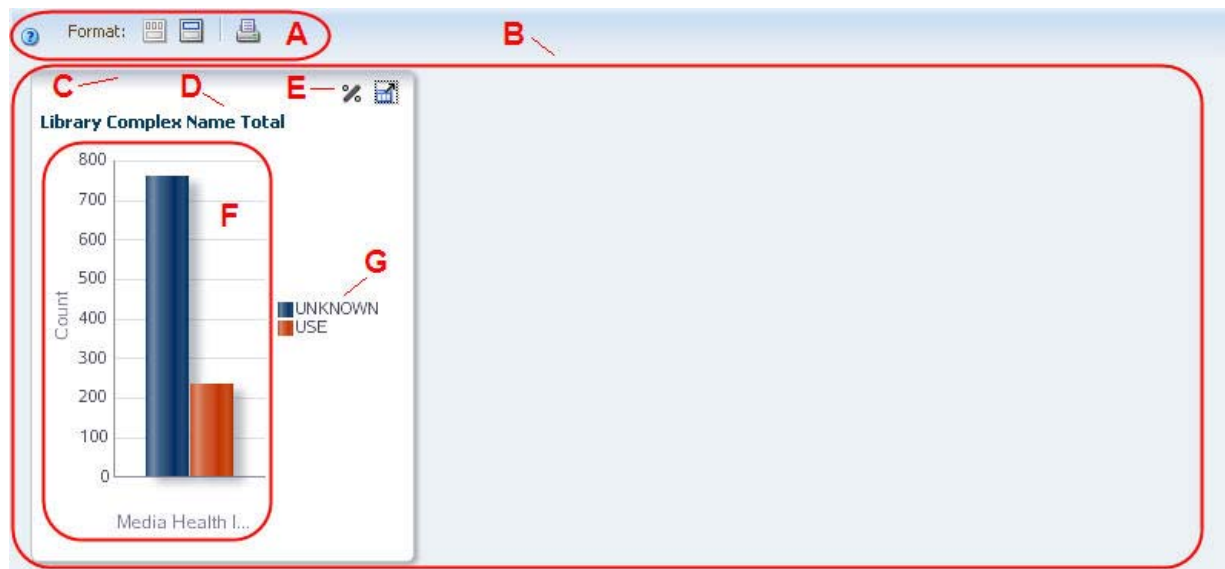 Format:
A
B
C
D
E
%
Library Complex Name Total
800
700
600
500
400
300
200
100
0
Count
F
G
UNKNOWN
USE
Media Health I...